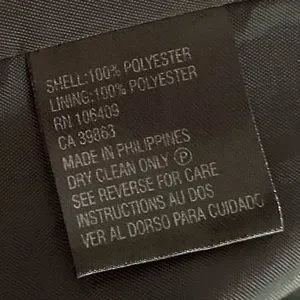 SHELL:100% POLYESTER
LINING:100% POLYESTER
RN 106409
CA 39863
MADE IN PHILIPPINES
DRY CLEAN ONLY Ⓟ
SEE REVERSE FOR CARE
INSTRUCTIONS AU DOS
VER AL DORSO PARA CUIDADO